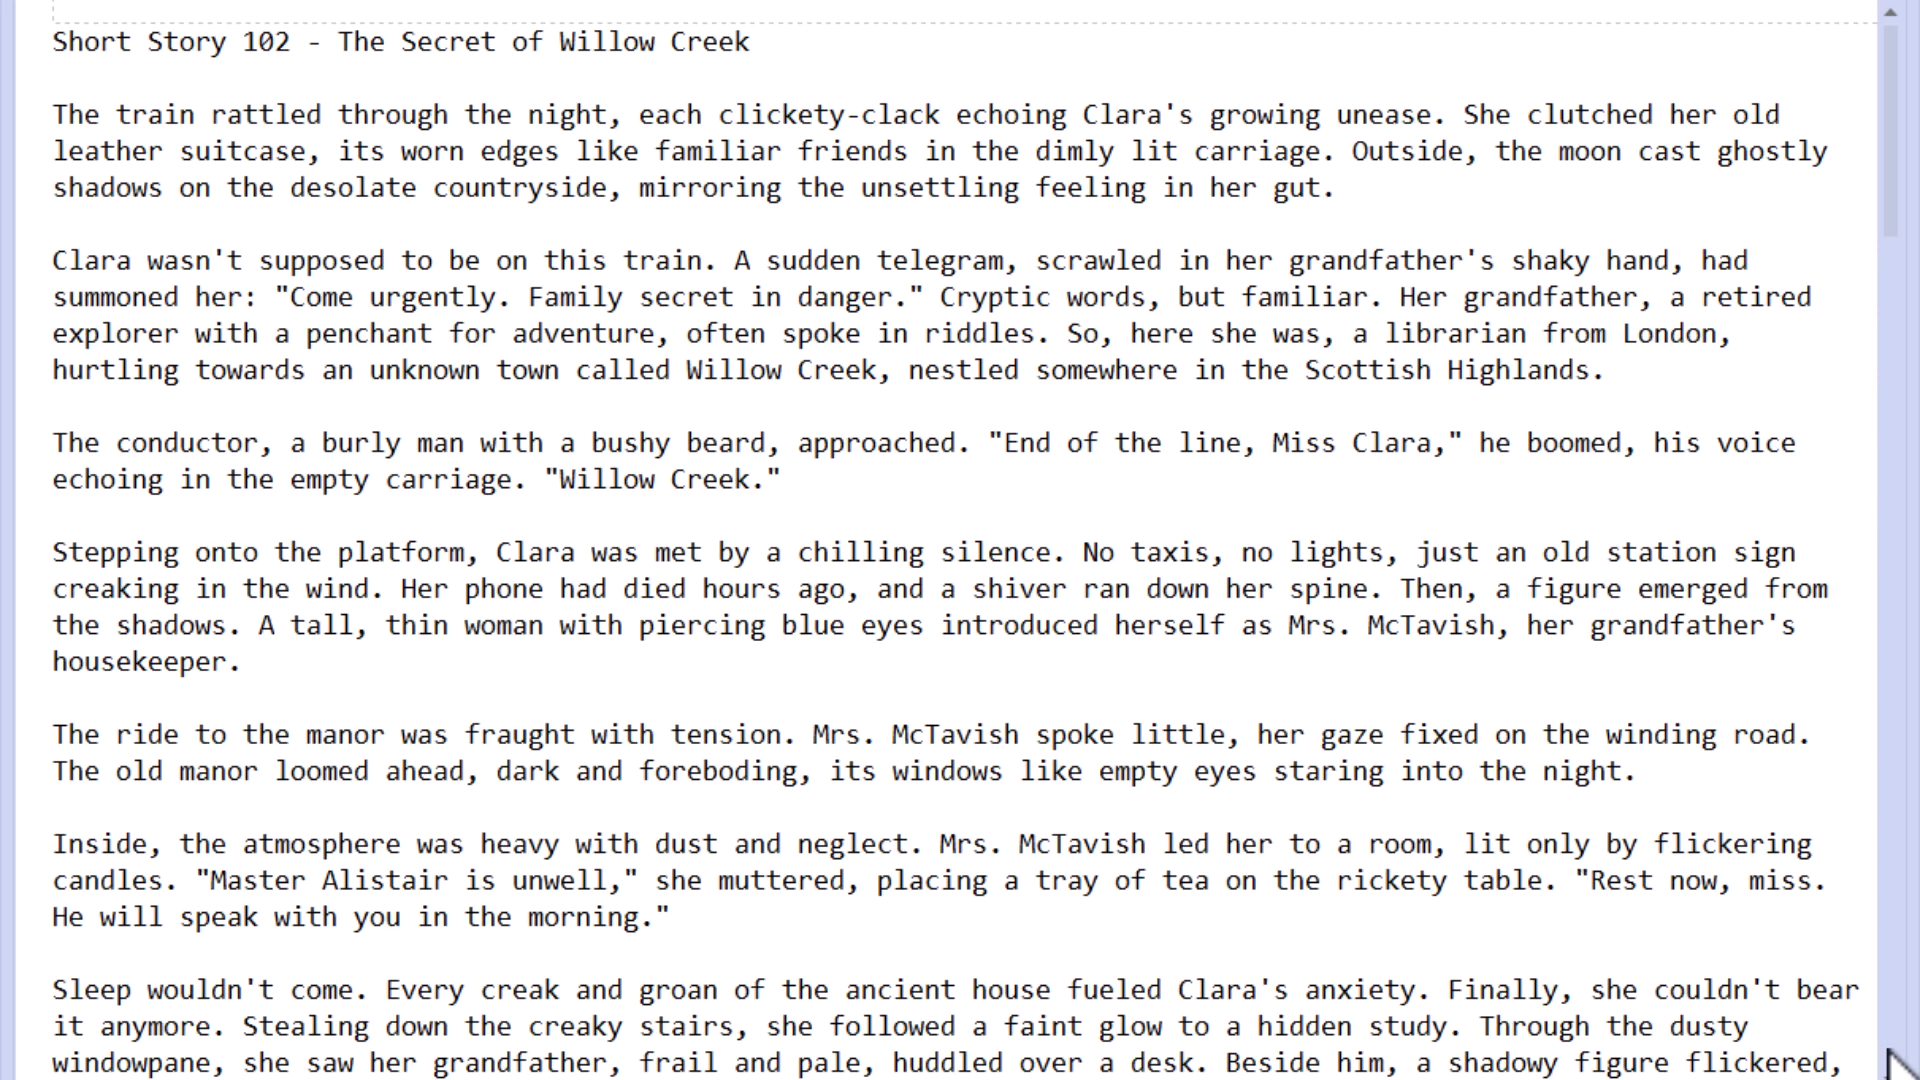 Short Story 102 - The Secret of Willow Creek
The train rattled through the night, each clickety-clack echoing Clara's growing unease. She clutched her old
leather suitcase, its worn edges like familiar friends in the dimly lit carriage. Outside, the moon cast ghostly
shadows on the desolate countryside, mirroring the unsettling feeling in her gut.
Clara wasn't supposed to be on this train. A sudden telegram, scrawled in her grandfather's shaky hand, had
summoned her: "Come urgently. Family secret in danger." Cryptic words, but familiar. Her grandfather, a retired
explorer with a penchant for adventure, often spoke in riddles. So, here she was, a librarian from London,
hurtling towards an unknown town called Willow Creek, nestled somewhere in the Scottish Highlands.
The conductor, a burly man with a bushy beard, approached. "End of the line, Miss Clara," he boomed, his voice
echoing in the empty carriage. "Willow Creek."
Stepping onto the platform, Clara was met by a chilling silence. No taxis, no lights, just an old station sign
creaking in the wind. Her phone had died hours ago, and a shiver ran down her spine. Then, a figure emerged from
the shadows. A tall, thin woman with piercing blue eyes introduced herself as Mrs. McTavish, her grandfather's
housekeeper.
The ride to the manor was fraught with tension. Mrs. McTavish spoke little, her gaze fixed on the winding road.
The old manor loomed ahead, dark and foreboding, its windows like empty eyes staring into the night.
Inside, the atmosphere was heavy with dust and neglect. Mrs. McTavish led her to a room, lit only by flickering
candles. "Master Alistair is unwell," she muttered, placing a tray of tea on the rickety table. "Rest now, miss.
He will speak with you in the morning."
Sleep wouldn't come. Every creak and groan of the ancient house fueled Clara's anxiety. Finally, she couldn't bear
it anymore. Stealing down the creaky stairs, she followed a faint glow to a hidden study. Through the dusty
windowpane, she saw her grandfather, frail and pale, huddled over a desk. Beside him, a shadowy figure flickered,